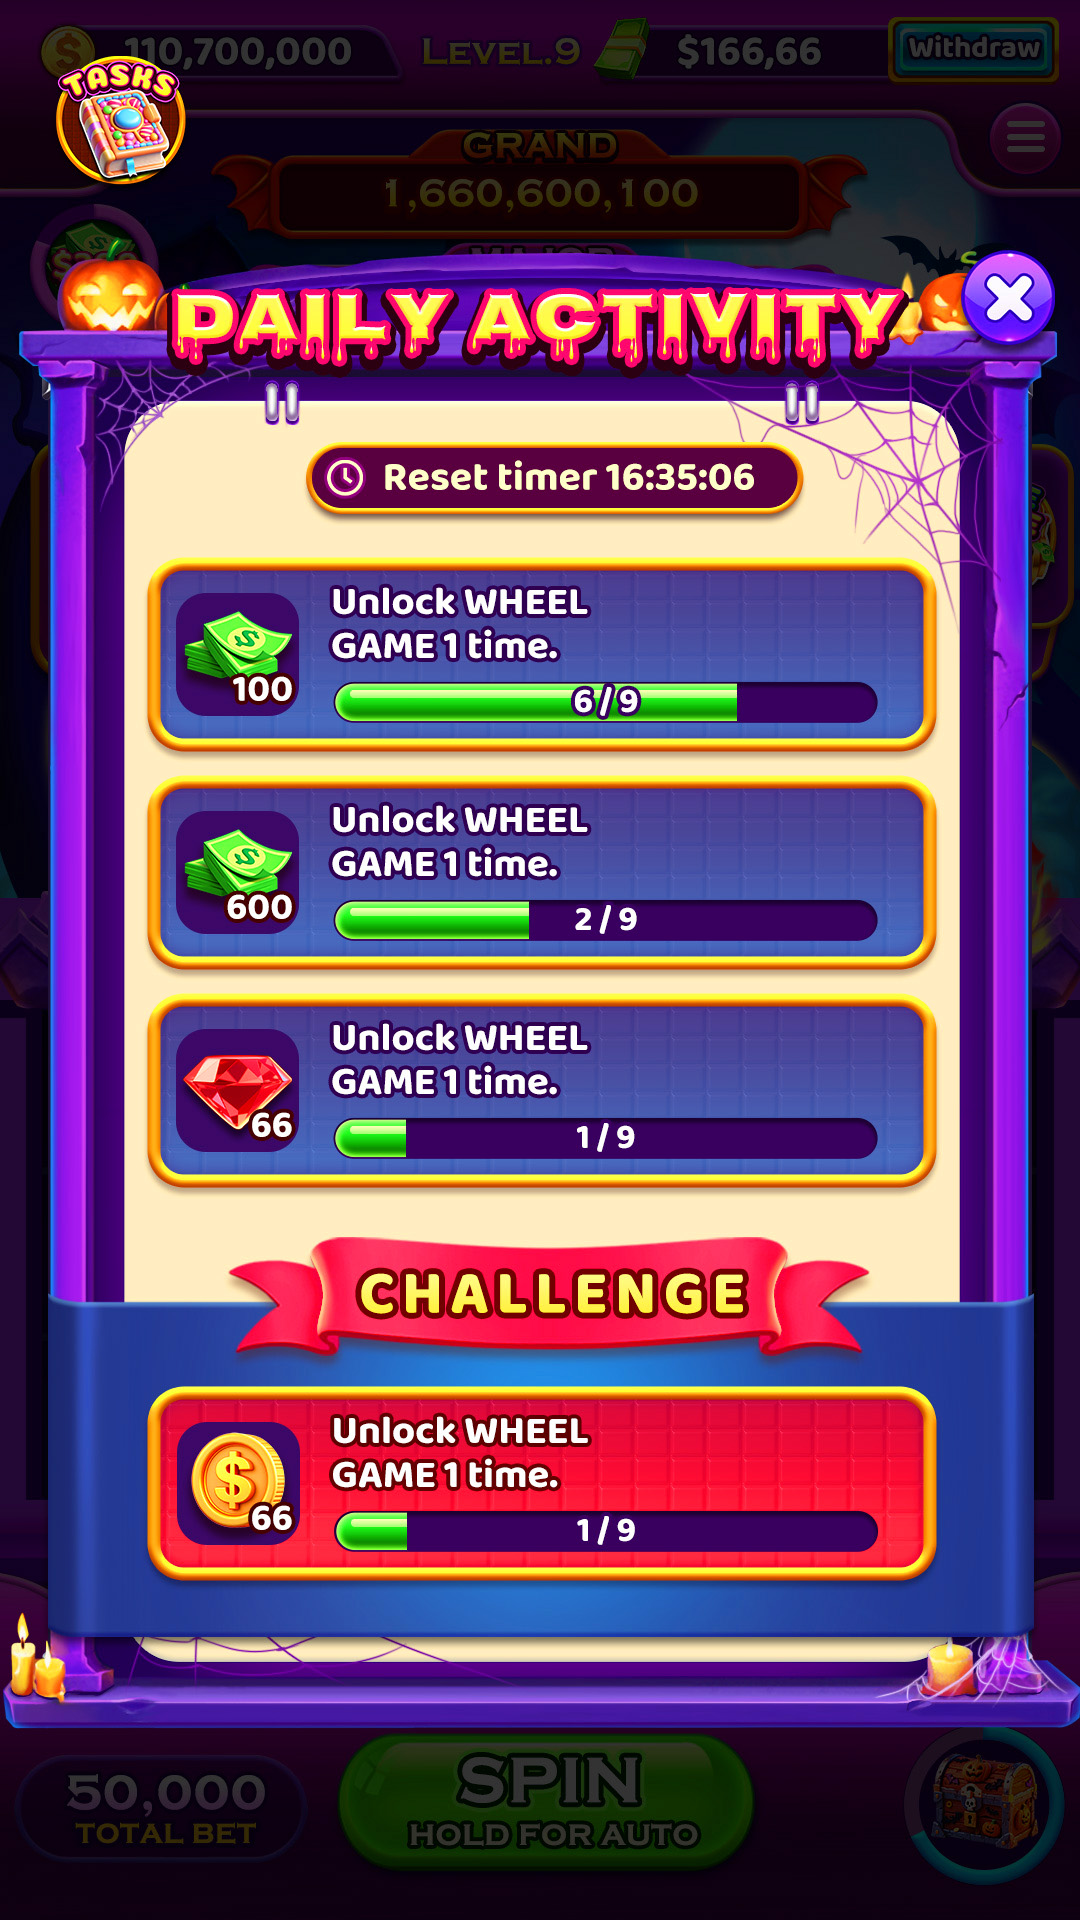 110,700,000
LEVEL.9
$166,66
Withdraw
TASKS
GRAND
1,660,600,100
MAJOR
DAILY ACTIVITY
Reset timer 16:35:06
Unlock WHEEL
GAME 1 time.
100
6/9
Unlock WHEEL
GAME 1 time.
600
2/9
Unlock WHEEL
GAME 1 time.
66
1/9
CHALLENGE
Unlock WHEEL
GAME 1 time.
66
1/9
50,000
TOTAL BET
SPIN
HOLD FOR AUTO